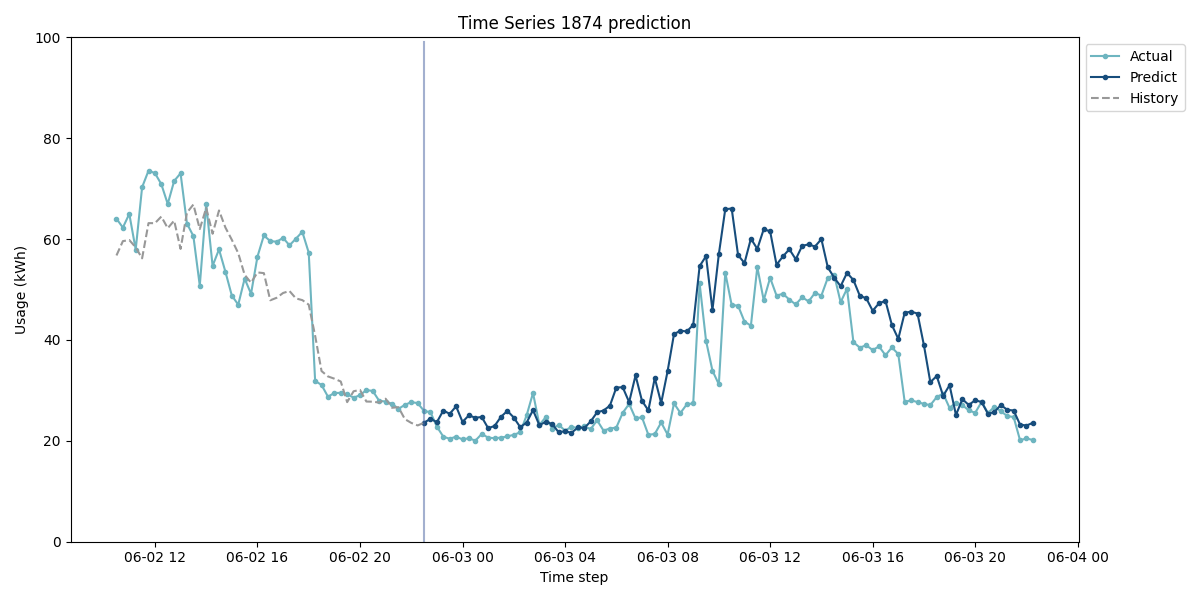 Time Series 1874 prediction
100
80
60
40
20
0
Usage (kWh)
06-02 12
06-02 16
06-02 20
06-03 00
06-03 04
06-03 08
06-03 12
06-03 16
06-03 20
06-04 00
Time step
Actual
Predict
History